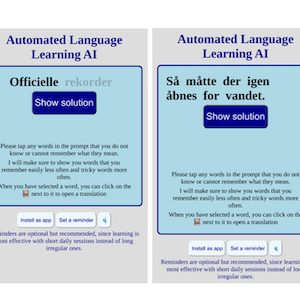 Automated Language
Learning AI
Officielle rekorder
Show solution
Please tap any words in the prompt that you do not
know or cannot remember what they mean.
I will make sure to show you words that you
remember easily less often and tricky words more
often.
When you have selected a word, you can click on the
next to it to open a translation
Install as app
Set a reminder
minders are optional but recommended, since learning is
ost effective with short daily sessions instead of long
irregular ones.
Automated Language
Learning AI
Så måtte der igen
åbnes for vandet.
Show solution
Please tap any words in the prompt that you do not
know or cannot remember what they mean.
I will make sure to show you words that you
remember easily less often and tricky words more
often.
When you have selected a word, you can click on the
next to it to open a translation
Install as app
Set a reminder
Reminders are optional but recommended, since learning
most effective with short daily sessions instead of long
irregular ones.